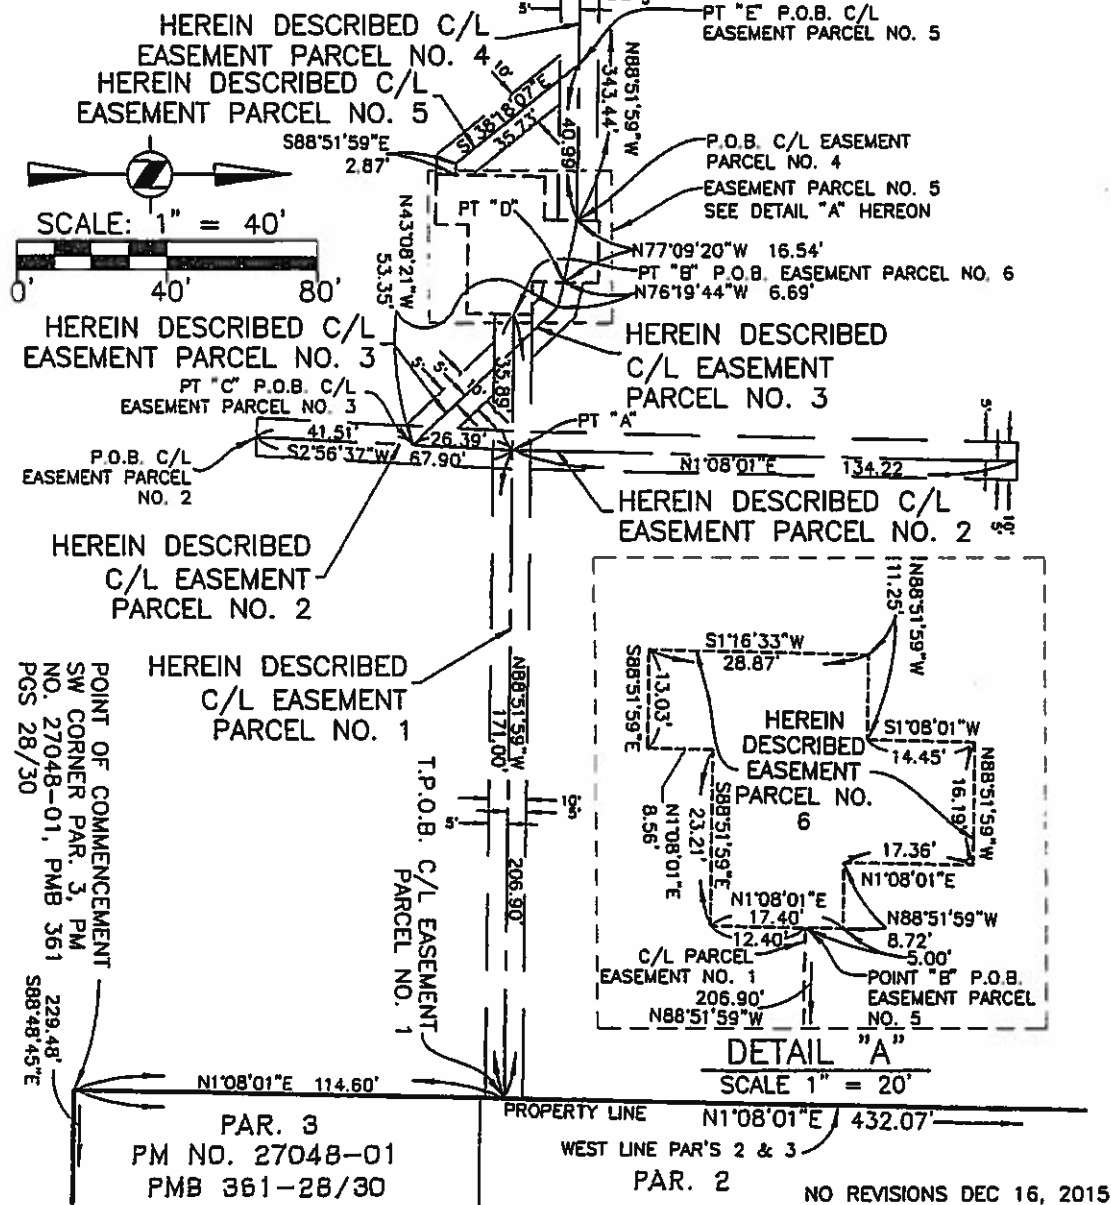 5'
HEREIN DESCRIBED C/L
EASEMENT PARCEL NO. 4
PT "E" P.O.B. C/L
EASEMENT PARCEL NO. 5
HEREIN DESCRIBED C/L
EASEMENT PARCEL NO. 5
10'
S1°38'18'07"E
35.73'
40.99'
N88°51'59"W
343.44'
S88°51'59"E
2.87'
P.O.B. C/L EASEMENT
PARCEL NO. 4
EASEMENT PARCEL NO. 5
SEE DETAIL "A" HEREON
SCALE: 1" = 40'
0' 40' 80'
PT "D"
N43°08'21"W
53.35'
N77°09'20"W 16.54'
PT "B" P.O.B. EASEMENT PARCEL NO. 6
N76°19'44"W 6.69'
HEREIN DESCRIBED C/L
EASEMENT PARCEL NO. 3
HEREIN DESCRIBED
C/L EASEMENT
PARCEL NO. 3
PT "C" P.O.B. C/L
EASEMENT PARCEL NO. 3
5'
5'
10'
35.89'
PT "A"
41.51'
26.39'
S2°56'37"W 67.90'
P.O.B. C/L
EASEMENT PARCEL
NO. 2
N1°08'01"E 134.22
5'
10'
5'
HEREIN DESCRIBED C/L
EASEMENT PARCEL NO. 2
HEREIN DESCRIBED
C/L EASEMENT
PARCEL NO. 2
HEREIN DESCRIBED
C/L EASEMENT
PARCEL NO. 1
N88°51'59"W
171.00'
10'
5'
5'
206.90'
T.P.O.B. C/L EASEMENT
PARCEL NO. 1
POINT OF COMMENCEMENT
SW CORNER PAR. 3, PM
NO. 27048-01, PMB 361
PGS 28/30
229.48'
S88°48'45"E
N88°51'59"W
11.25'
S1°16'33"W
28.87'
S88°51'59"E
13.03'
HEREIN
DESCRIBED
EASEMENT
PARCEL NO.
6
S1°08'01"W
14.45'
N88°51'59"W
16.19'
N1°08'01"E
8.56'
S88°51'59"E
23.21'
17.36'
N1°08'01"E
N1°08'01"E
17.40'
12.40'
N88°51'59"W
8.72'
5.00'
C/L PARCEL
EASEMENT NO. 1
206.90'
N88°51'59"W
POINT "B" P.O.B.
EASEMENT PARCEL
NO. 5
DETAIL "A"
SCALE 1" = 20'
N1°08'01"E 114.60'
PROPERTY LINE
N1°08'01"E 432.07'
PAR. 3
PM NO. 27048-01
PMB 361-28/30
WEST LINE PAR'S 2 & 3
PAR. 2
NO REVISIONS DEC 16, 2015